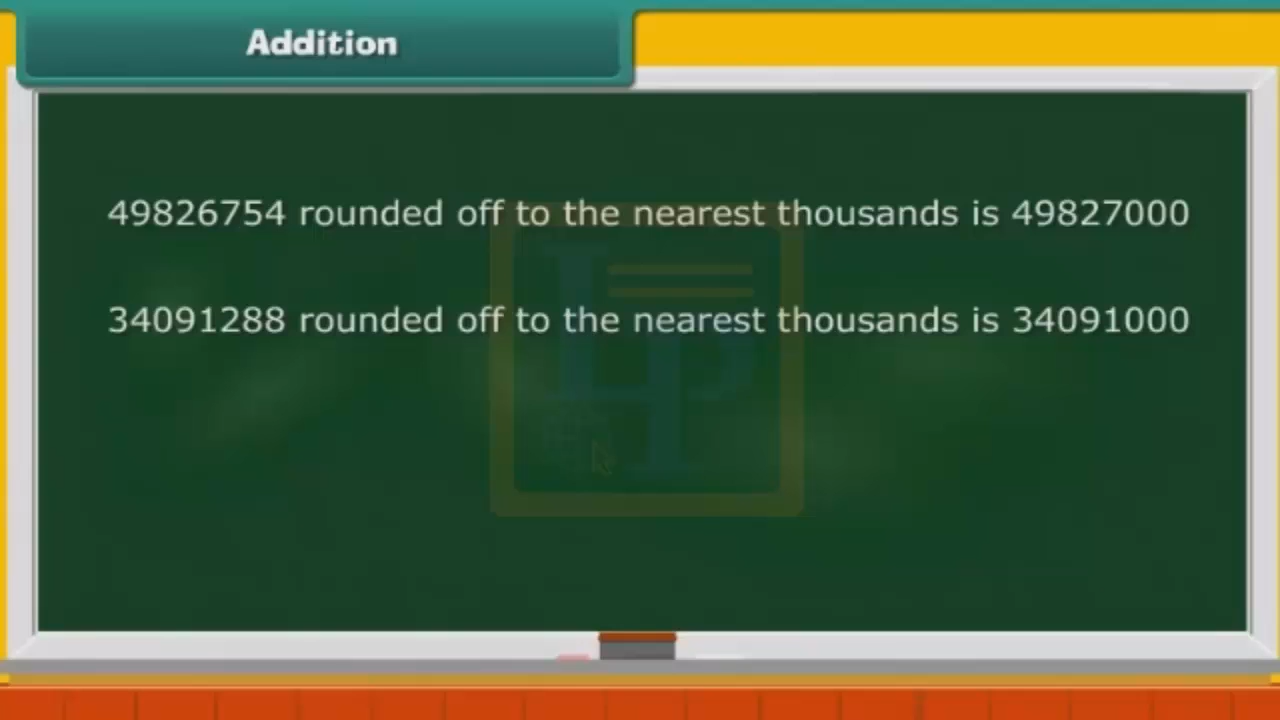 Addition
49826754 rounded off to the nearest thousands is 49827000
34091288 rounded off to the nearest thousands is 34091000
LP